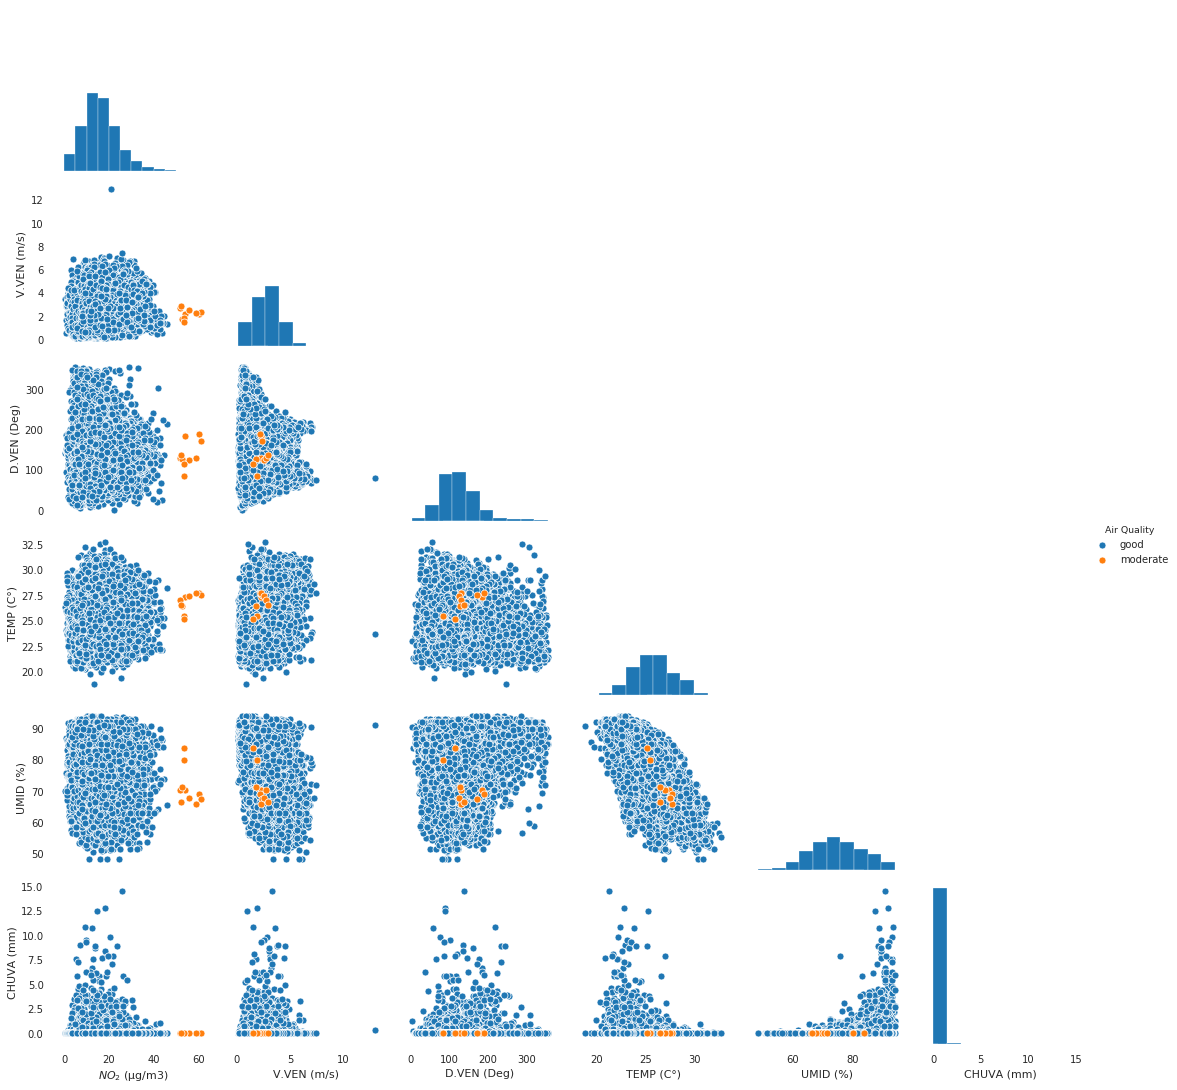 12
10
8
6
4
2
0
V.VEN (m/s)
300
200
100
0
D.VEN (Deg)
32.5
30.0
27.5
25.0
22.5
20.0
TEMP (C°)
Air Quality
good
moderate
90
80
70
60
50
UMID (%)
15.0
12.5
10.0
7.5
5.0
2.5
0.0
CHUVA (mm)
0 20 40 60
0 5 10
0 100 200 300
20 25 30
60 80
0 5 10 15
NO₂ (µg/m3)
V.VEN (m/s)
D.VEN (Deg)
TEMP (C°)
UMID (%)
CHUVA (mm)